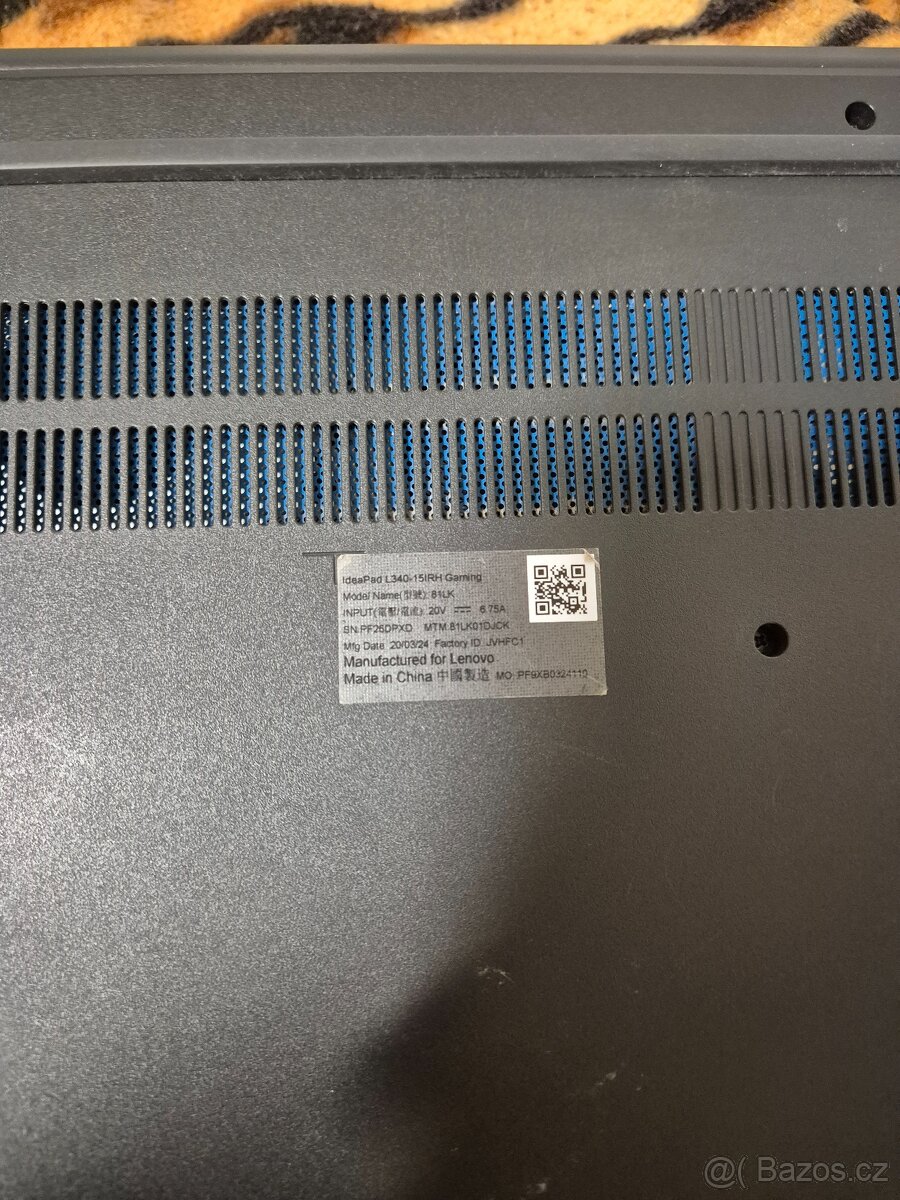 IdeaPad L340-15IRH Gaming
Model Name(型號): 81LK
INPUT(電壓/電流): 20V ⎓ 6.75A
SN:PF26DPXD MTM:81LK01DJCK
Mfg Date: 20/03/24 Factory ID: JVHFC1
Manufactured for Lenovo
Made in China 中國製造 MO: PF9XB0324110
@( Bazos.cz